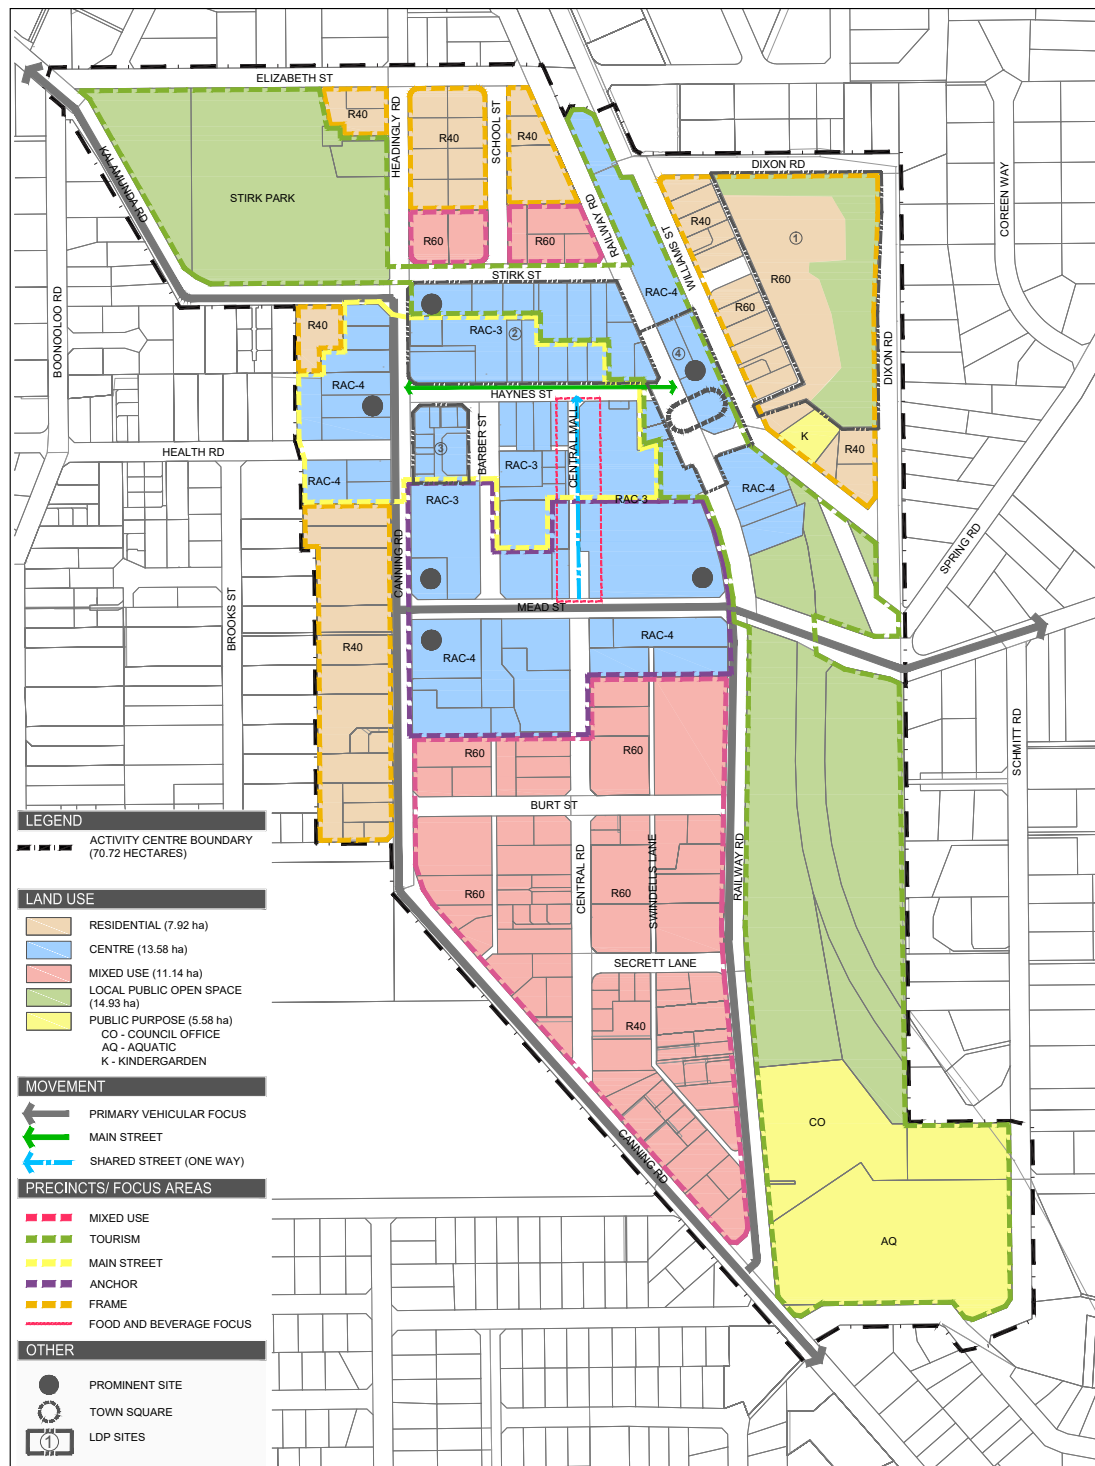 ELIZABETH ST
R40
HEADINGLY RD
R40
SCHOOL ST
R40
KALAMUNDA RD
STIRK PARK
RAILWAY RD
DIXON RD
COREEN WAY
R60
R60
WILLIAMS ST
R40
①
R60
STIRK ST
RAC-4
R60
BOONOOLOO RD
R40
RAC-3
②
④
DIXON RD
RAC-4
HAYNES ST
HEALTH RD
③
BARBER ST
CENTRAL MALL
K
R40
RAC-4
RAC-3
RAC-3
RAC-3
RAC-4
SPRING RD
CANNING RD
BROOKS ST
MEAD ST
R40
RAC-4
RAC-4
SCHMITT RD
R60
R60
BURT ST
R60
CENTRAL RD
R60
SWINDELLS LANE
RAILWAY RD
SECRETT LANE
R40
CANNING RD
CO
AQ
LEGEND
ACTIVITY CENTRE BOUNDARY
(70.72 HECTARES)
LAND USE
RESIDENTIAL (7.92 ha)
CENTRE (13.58 ha)
MIXED USE (11.14 ha)
LOCAL PUBLIC OPEN SPACE
(14.93 ha)
PUBLIC PURPOSE (5.58 ha)
CO - COUNCIL OFFICE
AQ - AQUATIC
K - KINDERGARDEN
MOVEMENT
PRIMARY VEHICULAR FOCUS
MAIN STREET
SHARED STREET (ONE WAY)
PRECINCTS/ FOCUS AREAS
MIXED USE
TOURISM
MAIN STREET
ANCHOR
FRAME
FOOD AND BEVERAGE FOCUS
OTHER
PROMINENT SITE
TOWN SQUARE
①
LDP SITES